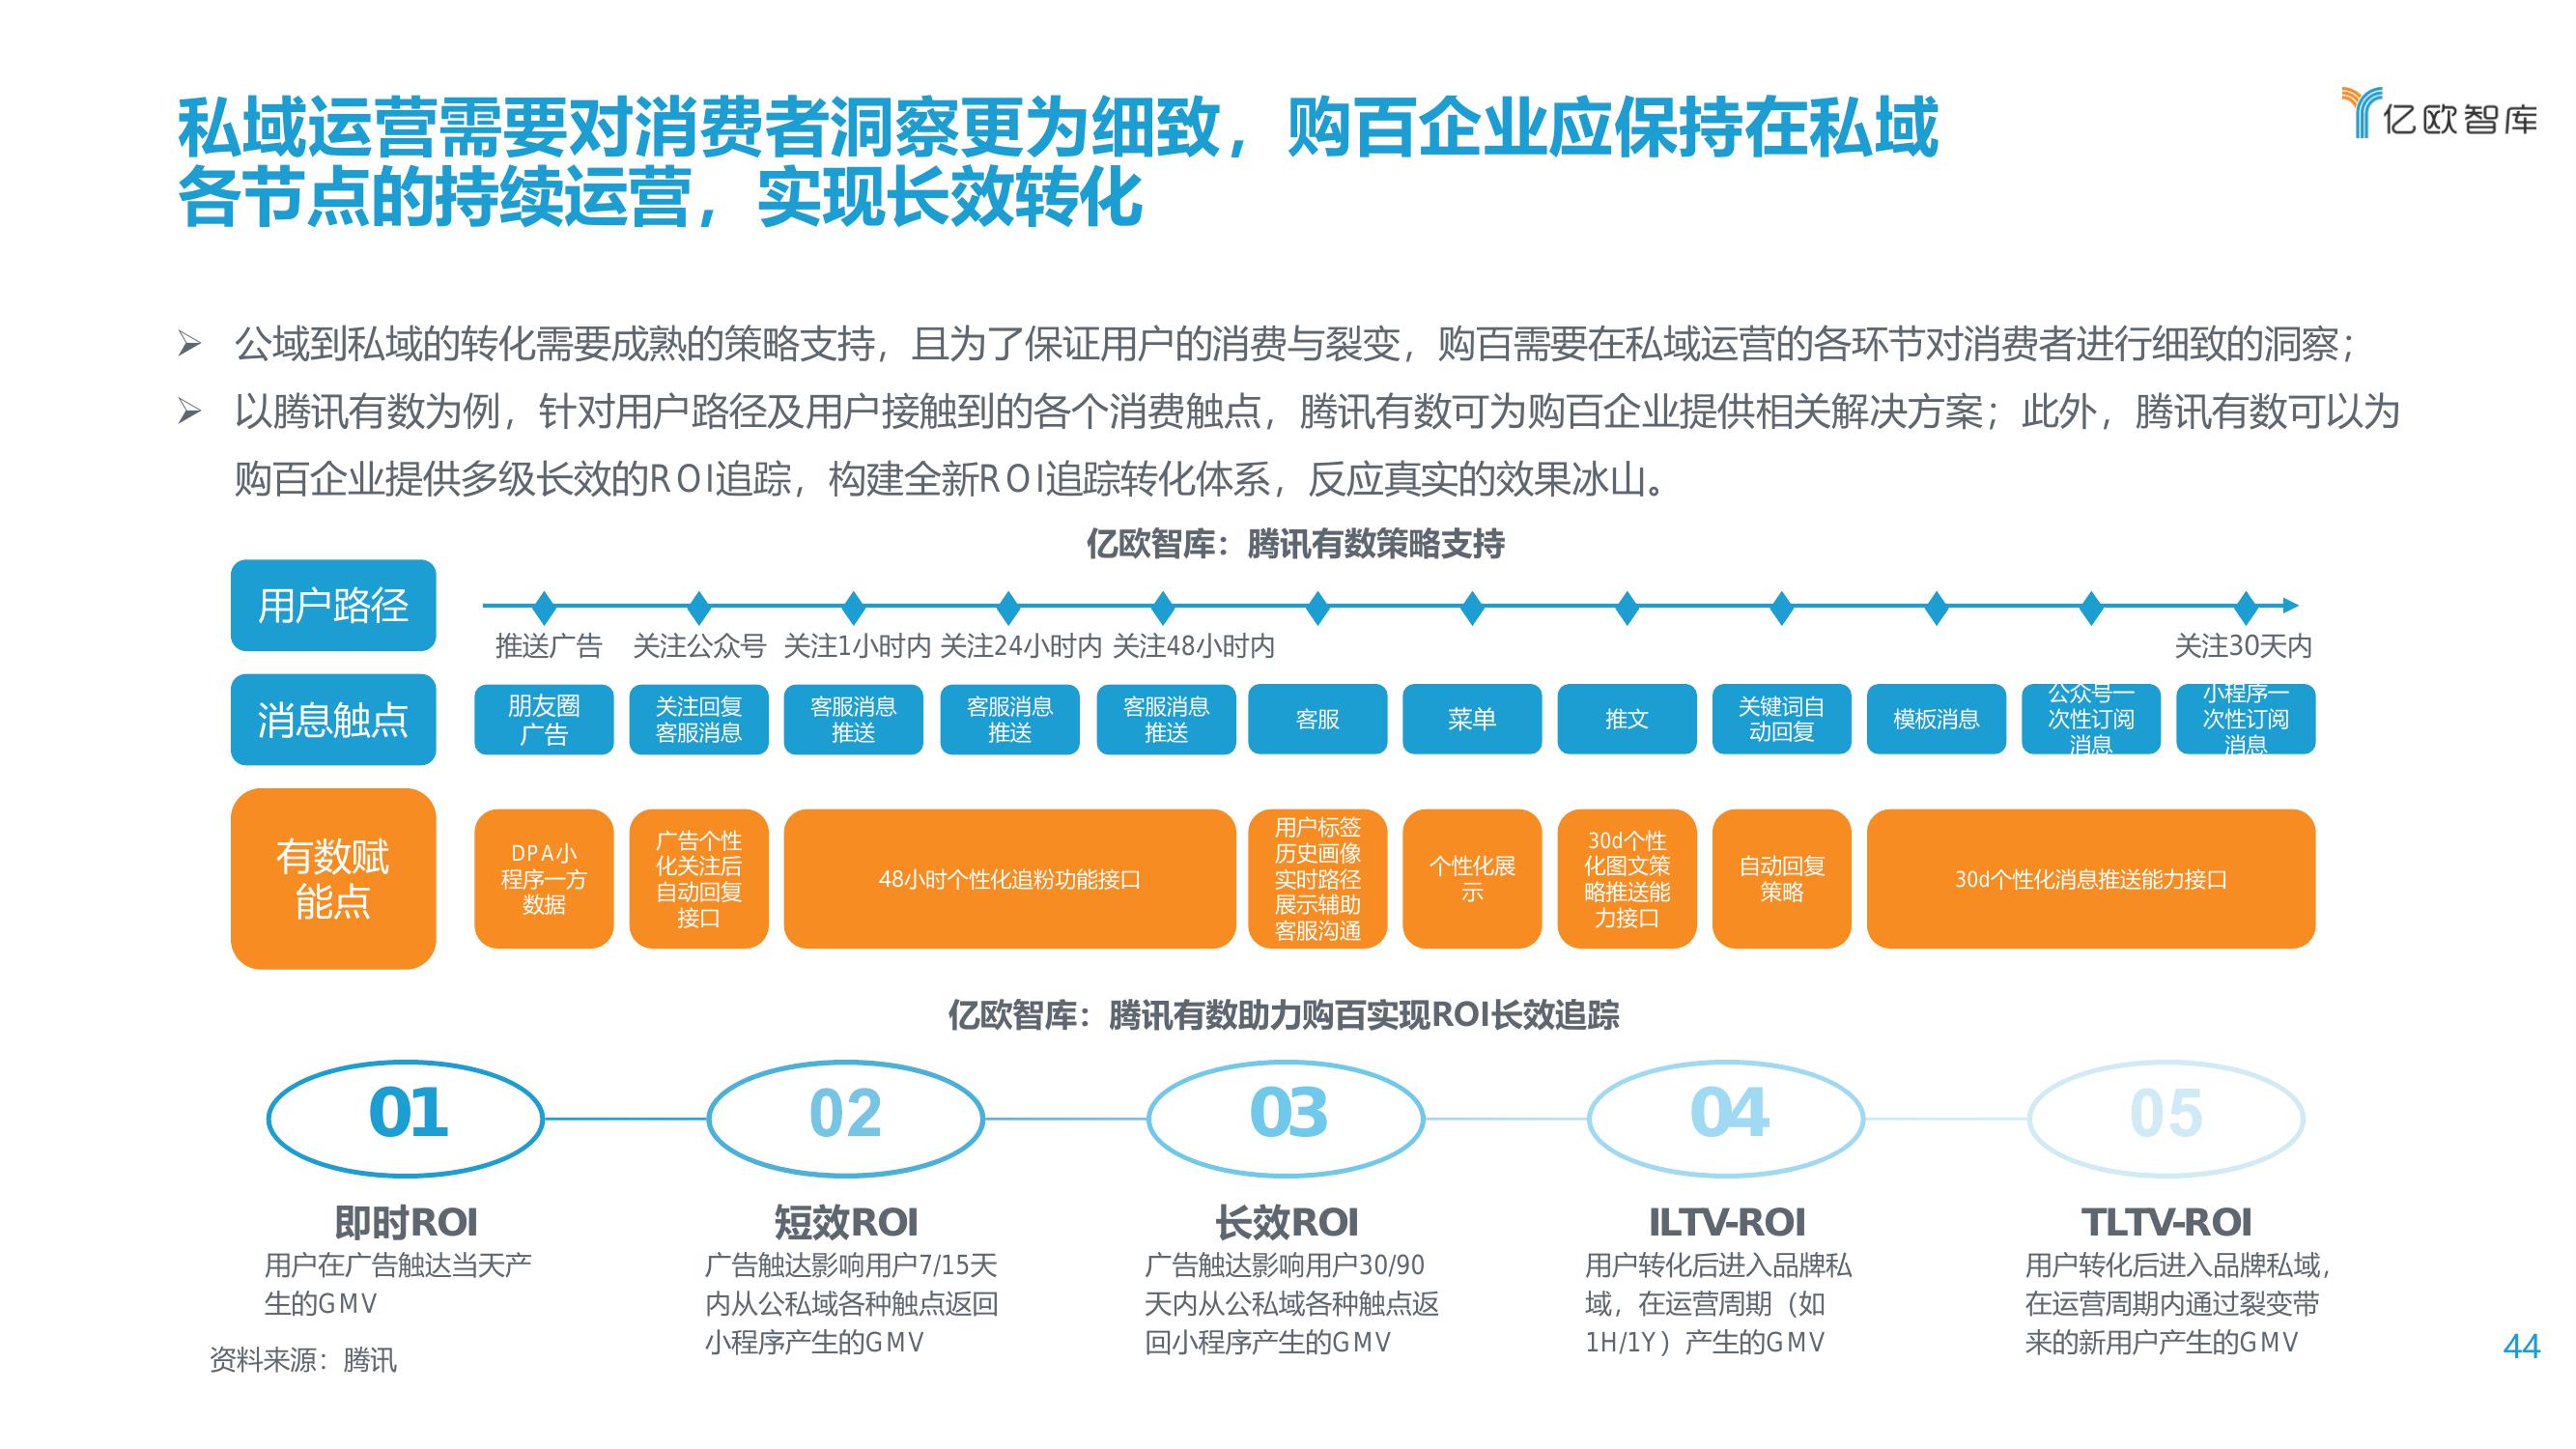 私域运营需要对消费者洞察更为细致，购百企业应保持在私域
各节点的持续运营，实现长效转化
亿欧智库
公域到私域的转化需要成熟的策略支持，且为了保证用户的消费与裂变，购百需要在私域运营的各环节对消费者进行细致的洞察；
以腾讯有数为例，针对用户路径及用户接触到的各个消费触点，腾讯有数可为购百企业提供相关解决方案；此外，腾讯有数可以为
购百企业提供多级长效的ROI追踪，构建全新ROI追踪转化体系，反应真实的效果冰山。
亿欧智库：腾讯有数策略支持
用户路径
推送广告
关注公众号
关注1小时内
关注24小时内
关注48小时内
关注30天内
消息触点
朋友圈
广告
关注回复
客服消息
客服消息
推送
客服消息
推送
客服消息
推送
客服
菜单
推文
关键词自
动回复
模板消息
公众号一
次性订阅
消息
小程序一
次性订阅
消息
有数赋
能点
DPA小
程序一方
数据
广告个性
化关注后
自动回复
接口
48小时个性化追粉功能接口
用户标签
历史画像
实时路径
展示辅助
客服沟通
个性化展
示
30d个性
化图文策
略推送能
力接口
自动回复
策略
30d个性化消息推送能力接口
亿欧智库：腾讯有数助力购百实现ROI长效追踪
01
即时ROI
用户在广告触达当天产
生的GMV
02
短效ROI
广告触达影响用户7/15天
内从公私域各种触点返回
小程序产生的GMV
03
长效ROI
广告触达影响用户30/90
天内从公私域各种触点返
回小程序产生的GMV
04
ILTV-ROI
用户转化后进入品牌私
域，在运营周期（如
1H/1Y）产生的GMV
05
TLTV-ROI
用户转化后进入品牌私域，
在运营周期内通过裂变带
来的新用户产生的GMV
资料来源：腾讯
44